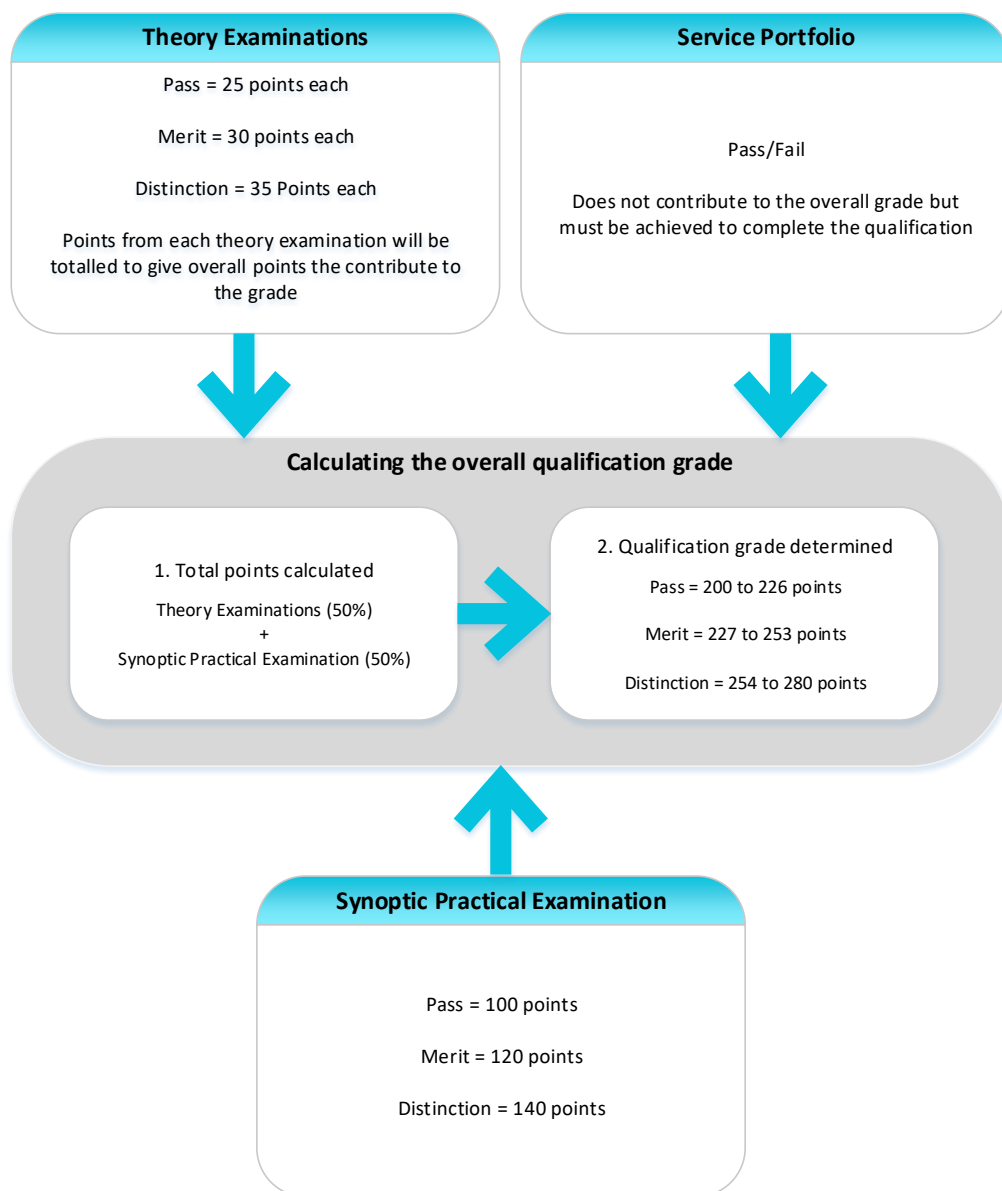 Theory Examinations
Pass = 25 points each
Merit = 30 points each
Distinction = 35 Points each
Points from each theory examination will be
totalled to give overall points the contribute to
the grade
Service Portfolio
Pass/Fail
Does not contribute to the overall grade but
must be achieved to complete the qualification
Calculating the overall qualification grade
1. Total points calculated
Theory Examinations (50%)
+
Synoptic Practical Examination (50%)
2. Qualification grade determined
Pass = 200 to 226 points
Merit = 227 to 253 points
Distinction = 254 to 280 points
Synoptic Practical Examination
Pass = 100 points
Merit = 120 points
Distinction = 140 points